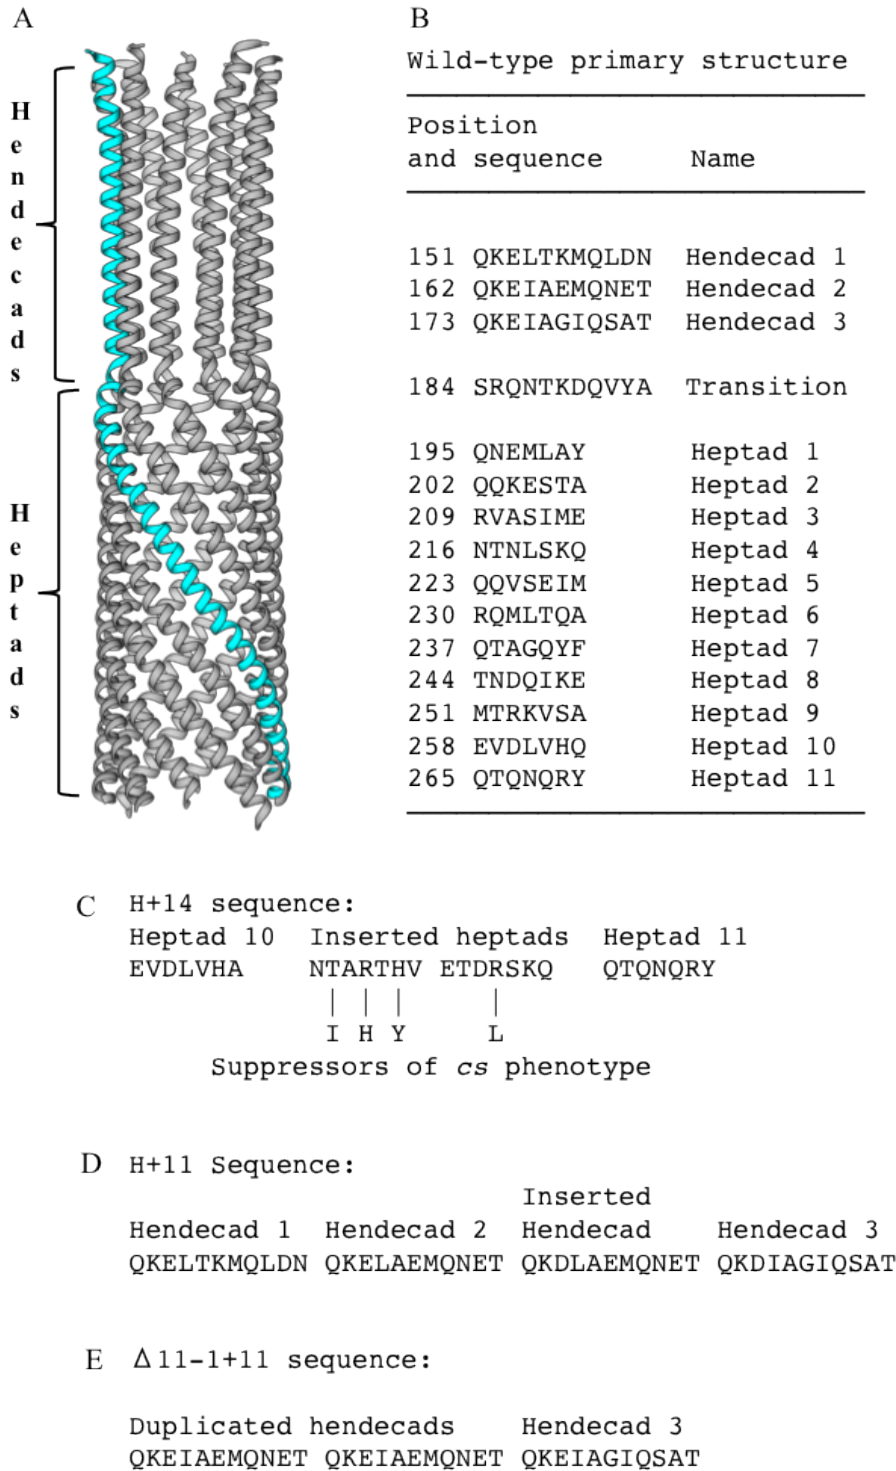 A
Hendecads
Heptads
B
Wild-type primary structure
Position
and sequence Name
151 QKELTKMQLDN Hendecad 1
162 QKEIAEMQNET Hendecad 2
173 QKEIAGIQSAT Hendecad 3
184 SRQNTKDQVYA Transition
195 QNEMLAY Heptad 1
202 QQKESTA Heptad 2
209 RVASIME Heptad 3
216 NTNLSKQ Heptad 4
223 QQVSEIM Heptad 5
230 RQMLTQA Heptad 6
237 QTAGQYF Heptad 7
244 TNDQIKE Heptad 8
251 MTRKVSA Heptad 9
258 EVDLVHQ Heptad 10
265 QTQNQRY Heptad 11
C H+14 sequence:
Heptad 10 Inserted heptads Heptad 11
EVDLVHA NTARTHV ETDRSKQ QTQNQRY
I H Y L
Suppressors of cs phenotype
D H+11 Sequence:
Inserted
Hendecad 1 Hendecad 2 Hendecad Hendecad 3
QKELTKMQLDN QKELAEMQNET QKDLAEMQNET QKDIAGIQSAT
E Δ11-1+11 sequence:
Duplicated hendecads Hendecad 3
QKEIAEMQNET QKEIAEMQNET QKEIAGIQSAT